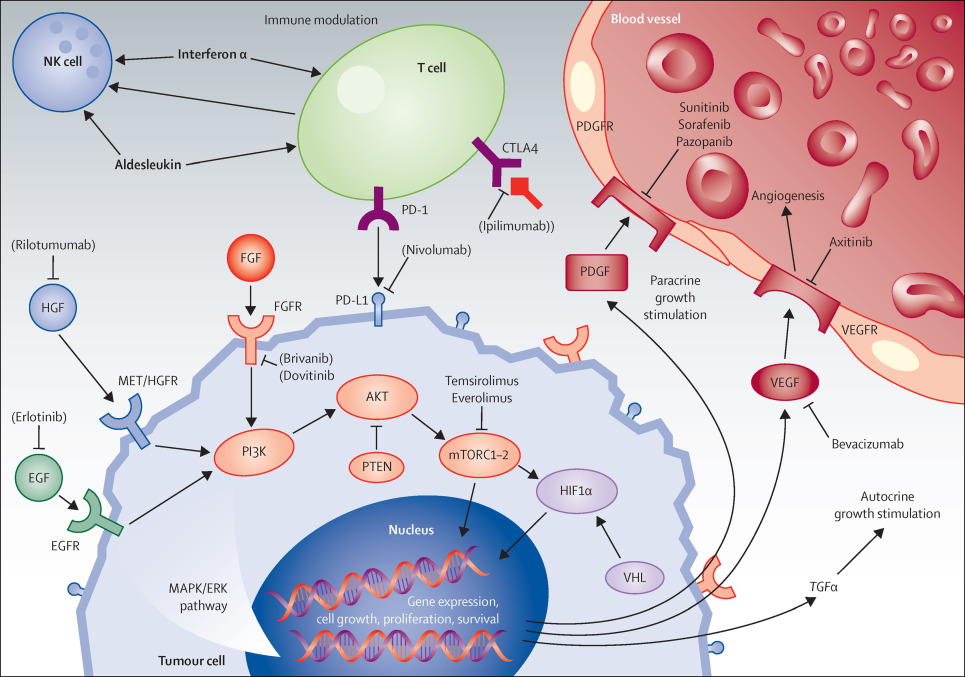 Immune modulation
Blood vessel
NK cell
Interferon α
T cell
Aldesleukin
CTLA4
PD-1
(Ipilimumab))
PDGFR
Sunitinib
Sorafenib
Pazopanib
Angiogenesis
Axitinib
(Rilotumumab)
HGF
FGF
(Nivolumab)
PD-L1
PDGF
Paracrine
growth
stimulation
FGFR
VEGFR
(Brivanib)
(Dovitinib
MET/HGFR
(Erlotinib)
EGF
EGFR
PI3K
AKT
PTEN
Temsirolimus
Everolimus
mTORC1–2
HIF1α
VHL
VEGF
Bevacizumab
Autocrine
growth stimulation
TGFα
Nucleus
MAPK/ERK
pathway
Gene expression,
cell growth, proliferation, survival
Tumour cell